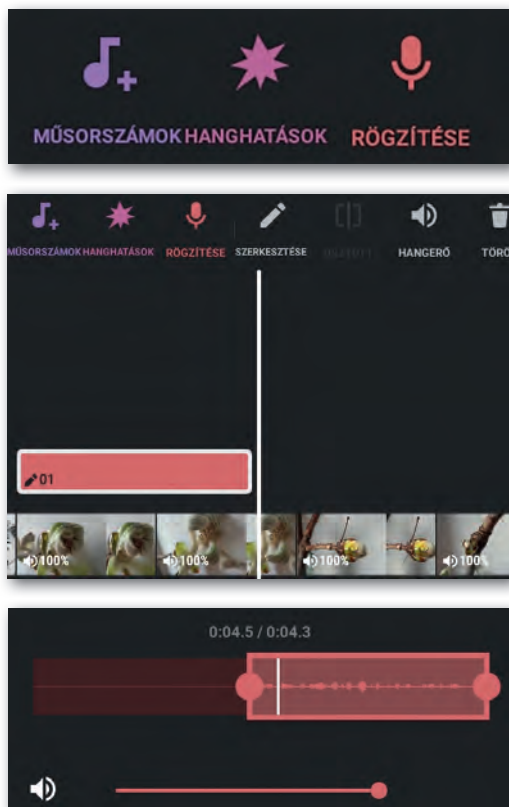 MŰSORSZÁMOK HANGHATÁSOK RÖGZÍTÉSE
MŰSORSZÁMOK HANGHATÁSOK RÖGZÍTÉSE SZERKESZTÉSE HANGERŐ TÖRÖ
01
100% 100% 100% 100%
0:04.5 / 0:04.3